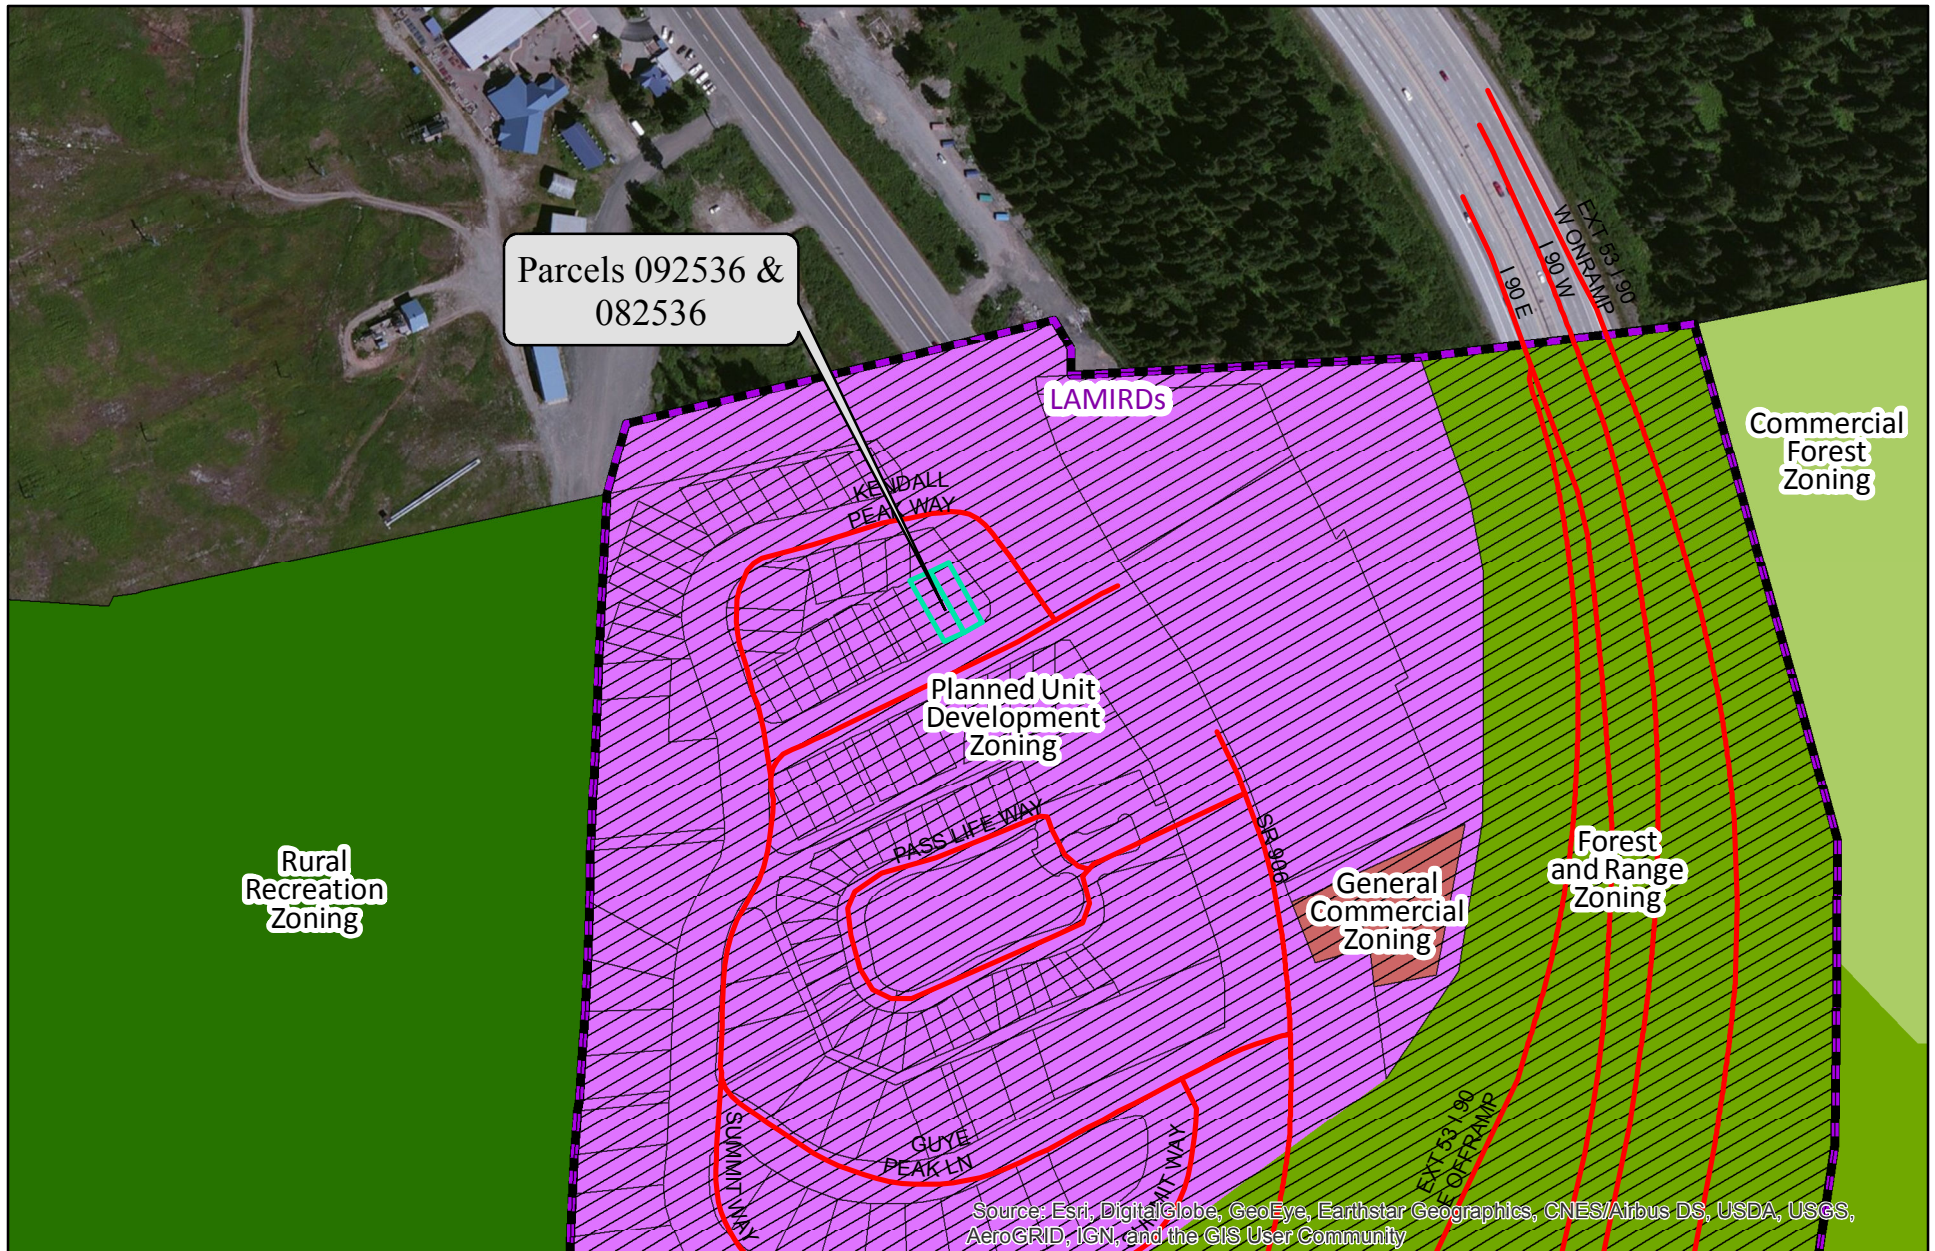 EXT 53 I 90
W ONRAMP
I 90 W
I 90 E
Parcels 092536 &
082536
LAMIRDs
Commercial
Forest
Zoning
KENDALL
PEAK WAY
Planned Unit
Development
Zoning
PASS LIFE WAY
SR 906
Rural
Recreation
Zoning
General
Commercial
Zoning
Forest
and Range
Zoning
EXT 53 I 90
E OFFRAMP
SUMMIT WAY
GUYE
PEAK LN
MIT WAY
Source: Esri, DigitalGlobe, GeoEye, Earthstar Geographics, CNES/Airbus DS, USDA, USGS,
AeroGRID, IGN, and the GIS User Community